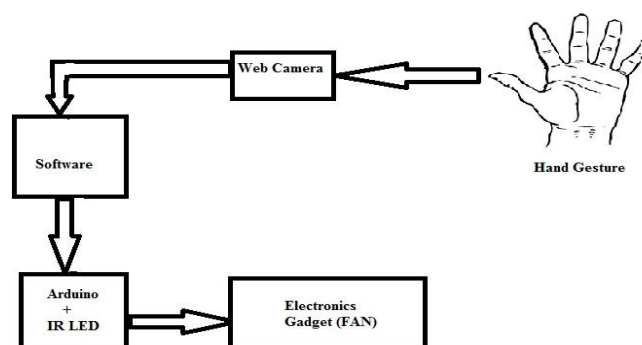 Web Camera
Hand Gesture
Software
Arduino
+
IR LED
Electronics
Gadget (FAN)